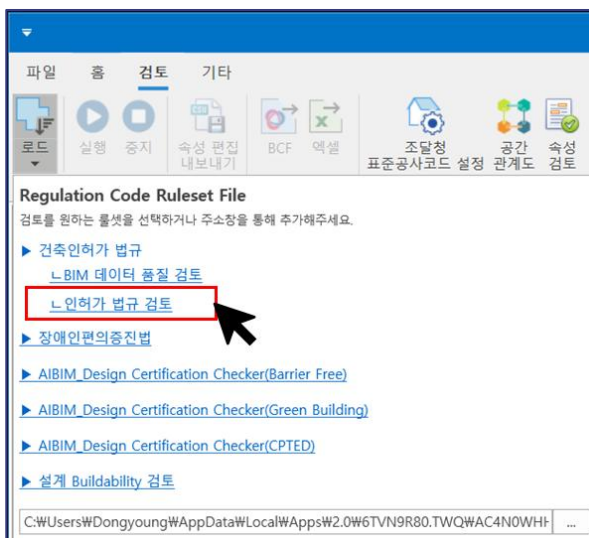 파일 홈 검토 기타
로드 실행 중지 속성 편집 내보내기 BCF 엑셀 조달청 표준공사코드 설정 공간 관계도 속성 검토
Regulation Code Ruleset File
검토를 원하는 룰셋을 선택하거나 주소창을 통해 추가해주세요.
▶ 건축인허가 법규
ㄴBIM 데이터 품질 검토
ㄴ인허가 법규 검토
▶ 장애인편의증진법
▶ AIBIM_Design Certification Checker(Barrier Free)
▶ AIBIM_Design Certification Checker(Green Building)
▶ AIBIM_Design Certification Checker(CPTED)
▶ 설계 Buildability 검토
C:₩Users₩Dongyoung₩AppData₩Local₩Apps₩2.0₩6TVN9R80.TWQ₩AC4N0WH ...